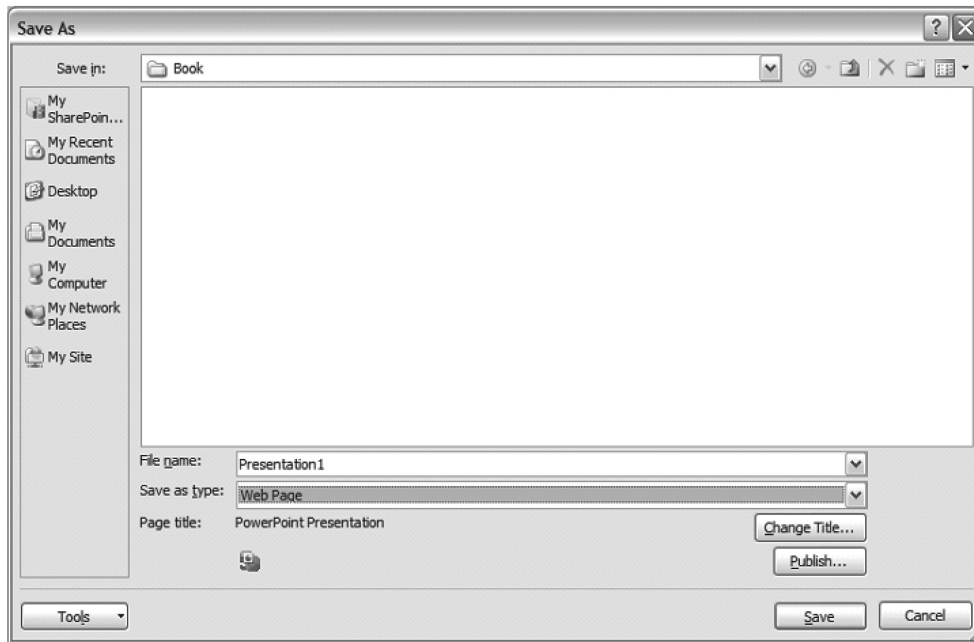 Save As
Save in:
Book
My
SharePoin...
My Recent
Documents
Desktop
My
Documents
My
Computer
My Network
Places
My Site
File name:
Presentation1
Save as type:
Web Page
Page title:
PowerPoint Presentation
Change Title...
Publish...
Tools
Save
Cancel